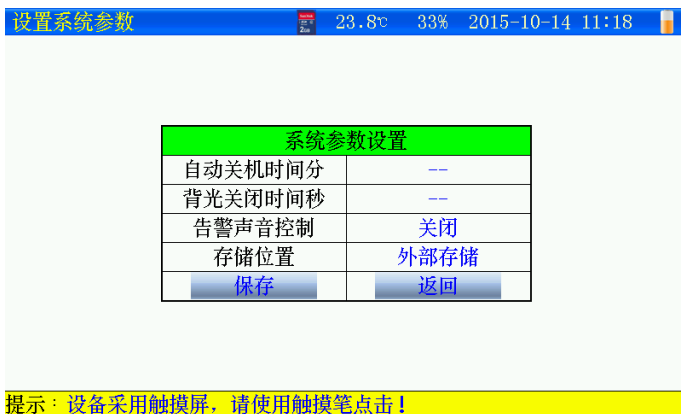 设置系统参数 23.8℃ 33% 2015-10-14 11:18
系统参数设置
自动关机时间分 --
背光关闭时间秒 --
告警声音控制 关闭
存储位置 外部存储
保存 返回
提示：设备采用触摸屏，请使用触摸笔点击！